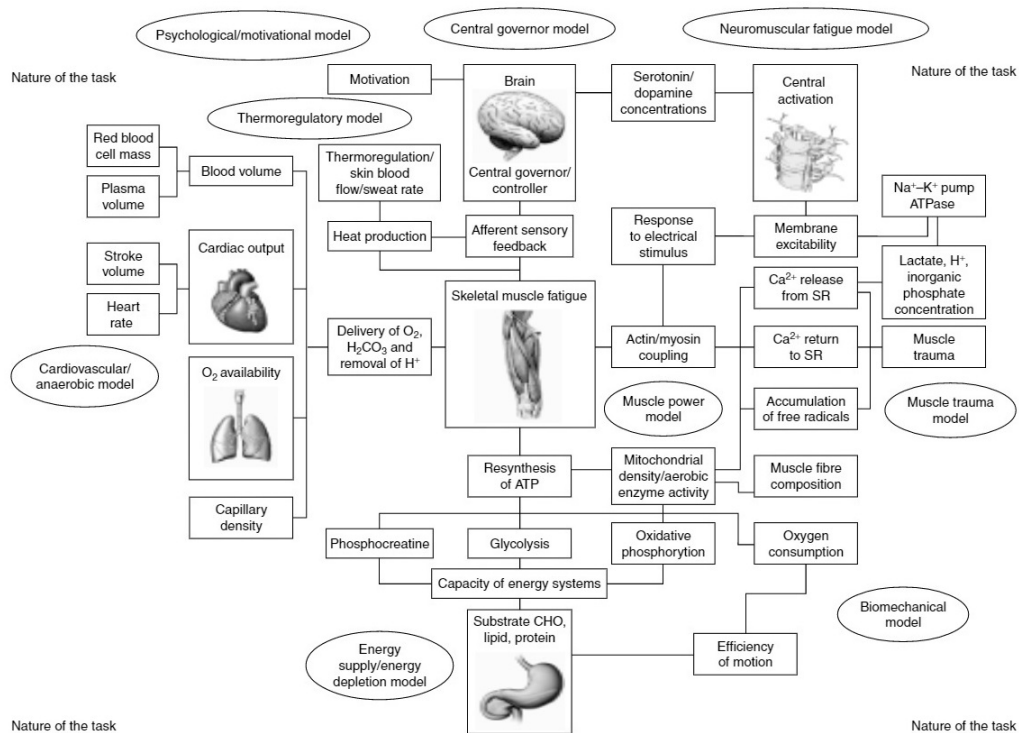 Psychological/motivational model
Central governor model
Neuromuscular fatigue model
Nature of the task
Nature of the task
Motivation
Brain
Central governor/
controller
Serotonin/
dopamine
concentrations
Central
activation
Thermoregulatory model
Red blood
cell mass
Plasma
volume
Blood volume
Thermoregulation/
skin blood
flow/sweat rate
Na⁺–K⁺ pump
ATPase
Heat production
Afferent sensory
feedback
Response
to electrical
stimulus
Membrane
excitability
Stroke
volume
Heart
rate
Cardiac output
Skeletal muscle fatigue
Ca²⁺ release
from SR
Lactate, H⁺,
inorganic
phosphate
concentration
Delivery of O₂,
H₂CO₃ and
removal of H⁺
Actin/myosin
coupling
Ca²⁺ return
to SR
Muscle
trauma
Cardiovascular/
anaerobic model
O₂ availability
Muscle power
model
Accumulation
of free radicals
Muscle trauma
model
Resynthesis
of ATP
Mitochondrial
density/aerobic
enzyme activity
Muscle fibre
composition
Capillary
density
Phosphocreatine
Glycolysis
Oxidative
phosphorytion
Oxygen
consumption
Capacity of energy systems
Biomechanical
model
Substrate CHO,
lipid, protein
Energy
supply/energy
depletion model
Efficiency
of motion
Nature of the task
Nature of the task